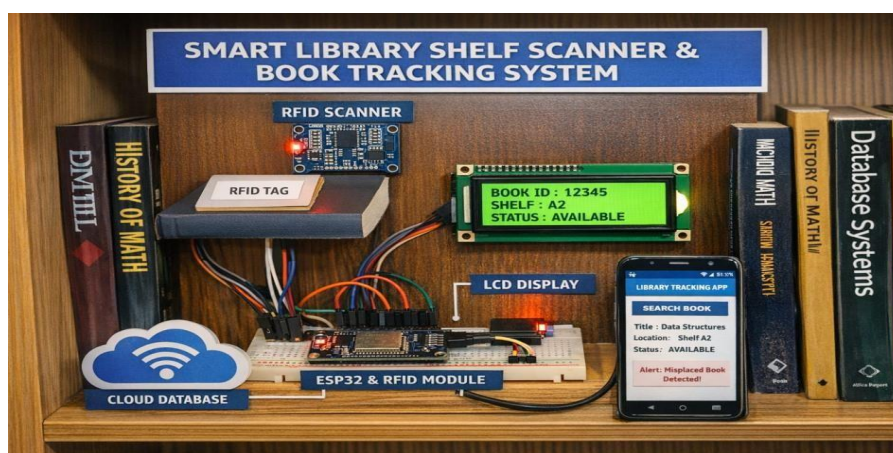 SMART LIBRARY SHELF SCANNER &
BOOK TRACKING SYSTEM
RFID SCANNER
RFID TAG
HISTORY OF MATH
BOOK ID : 12345
SHELF : A2
STATUS : AVAILABLE
LCD DISPLAY
LIBRARY TRACKING APP
SEARCH BOOK
Title : Data Structures
Location: Shelf A2
Status: AVAILABLE
Alert: Misplaced Book
Detected!
ESP32 & RFID MODULE
CLOUD DATABASE
MATH
HISTORY OF MATH
Database Systems